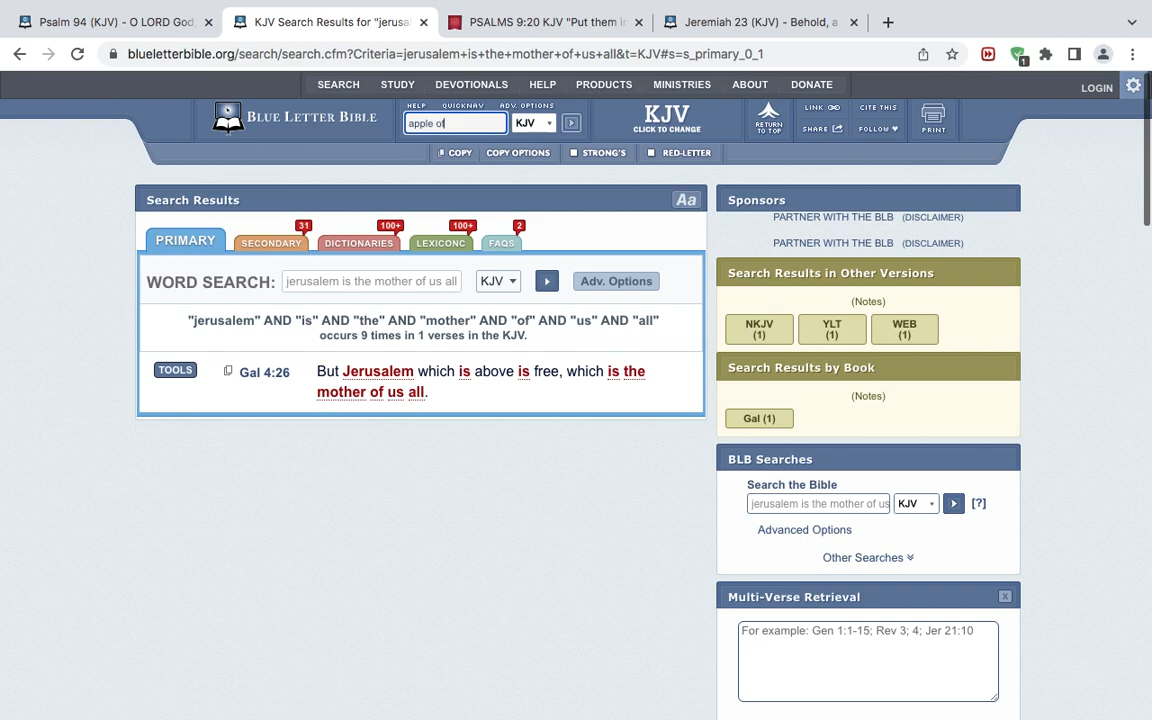 Psalm 94 (KJV) - O LORD God,
KJV Search Results for "jerusal
PSALMS 9:20 KJV "Put them in
Jeremiah 23 (KJV) - Behold, a
blueletterbible.org/search/search.cfm?Criteria=jerusalem+is+the+mother+of+us+all&t=KJV#s=s_primary_0_1
1
SEARCH STUDY DEVOTIONALS HELP PRODUCTS MINISTRIES ABOUT DONATE
LOGIN
BLUE LETTER BIBLE
HELP QUICKNAV ADV. OPTIONS
apple of
KJV
KJV
CLICK TO CHANGE
RETURN
TO TOP
LINK
CITE THIS
SHARE
FOLLOW
PRINT
COPY COPY OPTIONS STRONG'S RED-LETTER
Search Results
Aa
31 100+ 100+ 2
PRIMARY SECONDARY DICTIONARIES LEXICONC FAQS
WORD SEARCH: jerusalem is the mother of us all KJV Adv. Options
"jerusalem" AND "is" AND "the" AND "mother" AND "of" AND "us" AND "all"
occurs 9 times in 1 verses in the KJV.
TOOLS Gal 4:26 But Jerusalem which is above is free, which is the
mother of us all.
Sponsors
PARTNER WITH THE BLB (DISCLAIMER)
PARTNER WITH THE BLB (DISCLAIMER)
Search Results in Other Versions
(Notes)
NKJV
(1)
YLT
(1)
WEB
(1)
Search Results by Book
(Notes)
Gal (1)
BLB Searches
Search the Bible
jerusalem is the mother of us KJV [?]
Advanced Options
Other Searches
Multi-Verse Retrieval
x
For example: Gen 1:1-15; Rev 3; 4; Jer 21:10